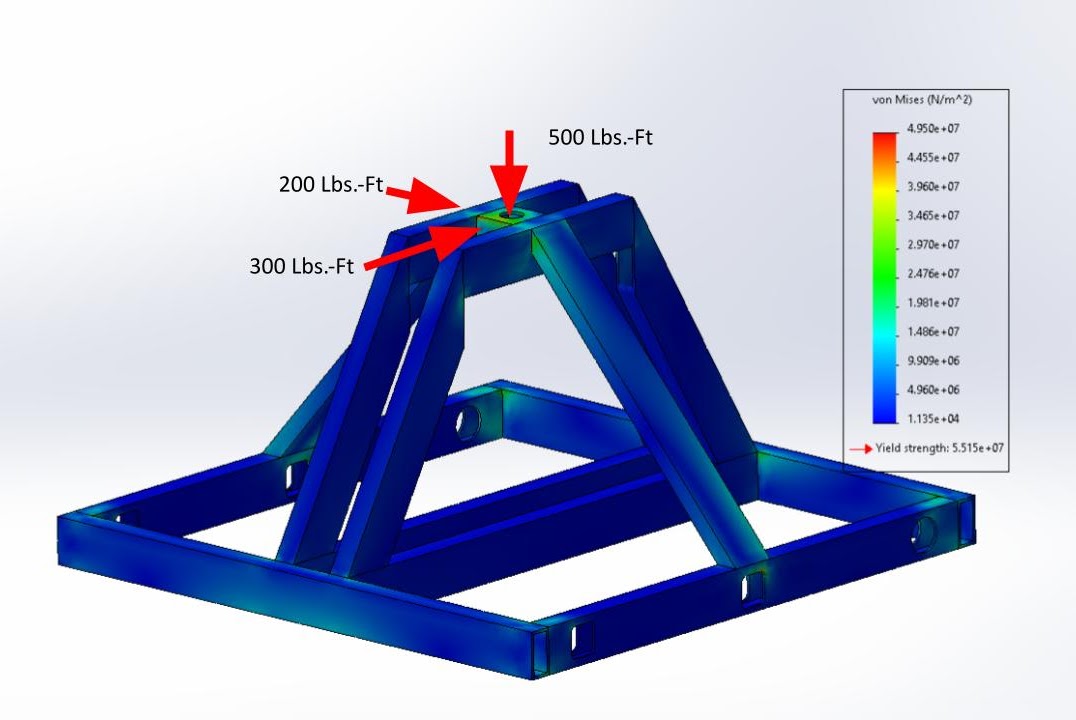 500 Lbs.-Ft
200 Lbs.-Ft
300 Lbs.-Ft
von Mises (N/m^2)
4.950e+07
4.455e+07
3.960e+07
3.465e+07
2.970e+07
2.476e+07
1.981e+07
1.486e+07
9.909e+06
4.960e+06
1.135e+04
Yield strength: 5.515e+07